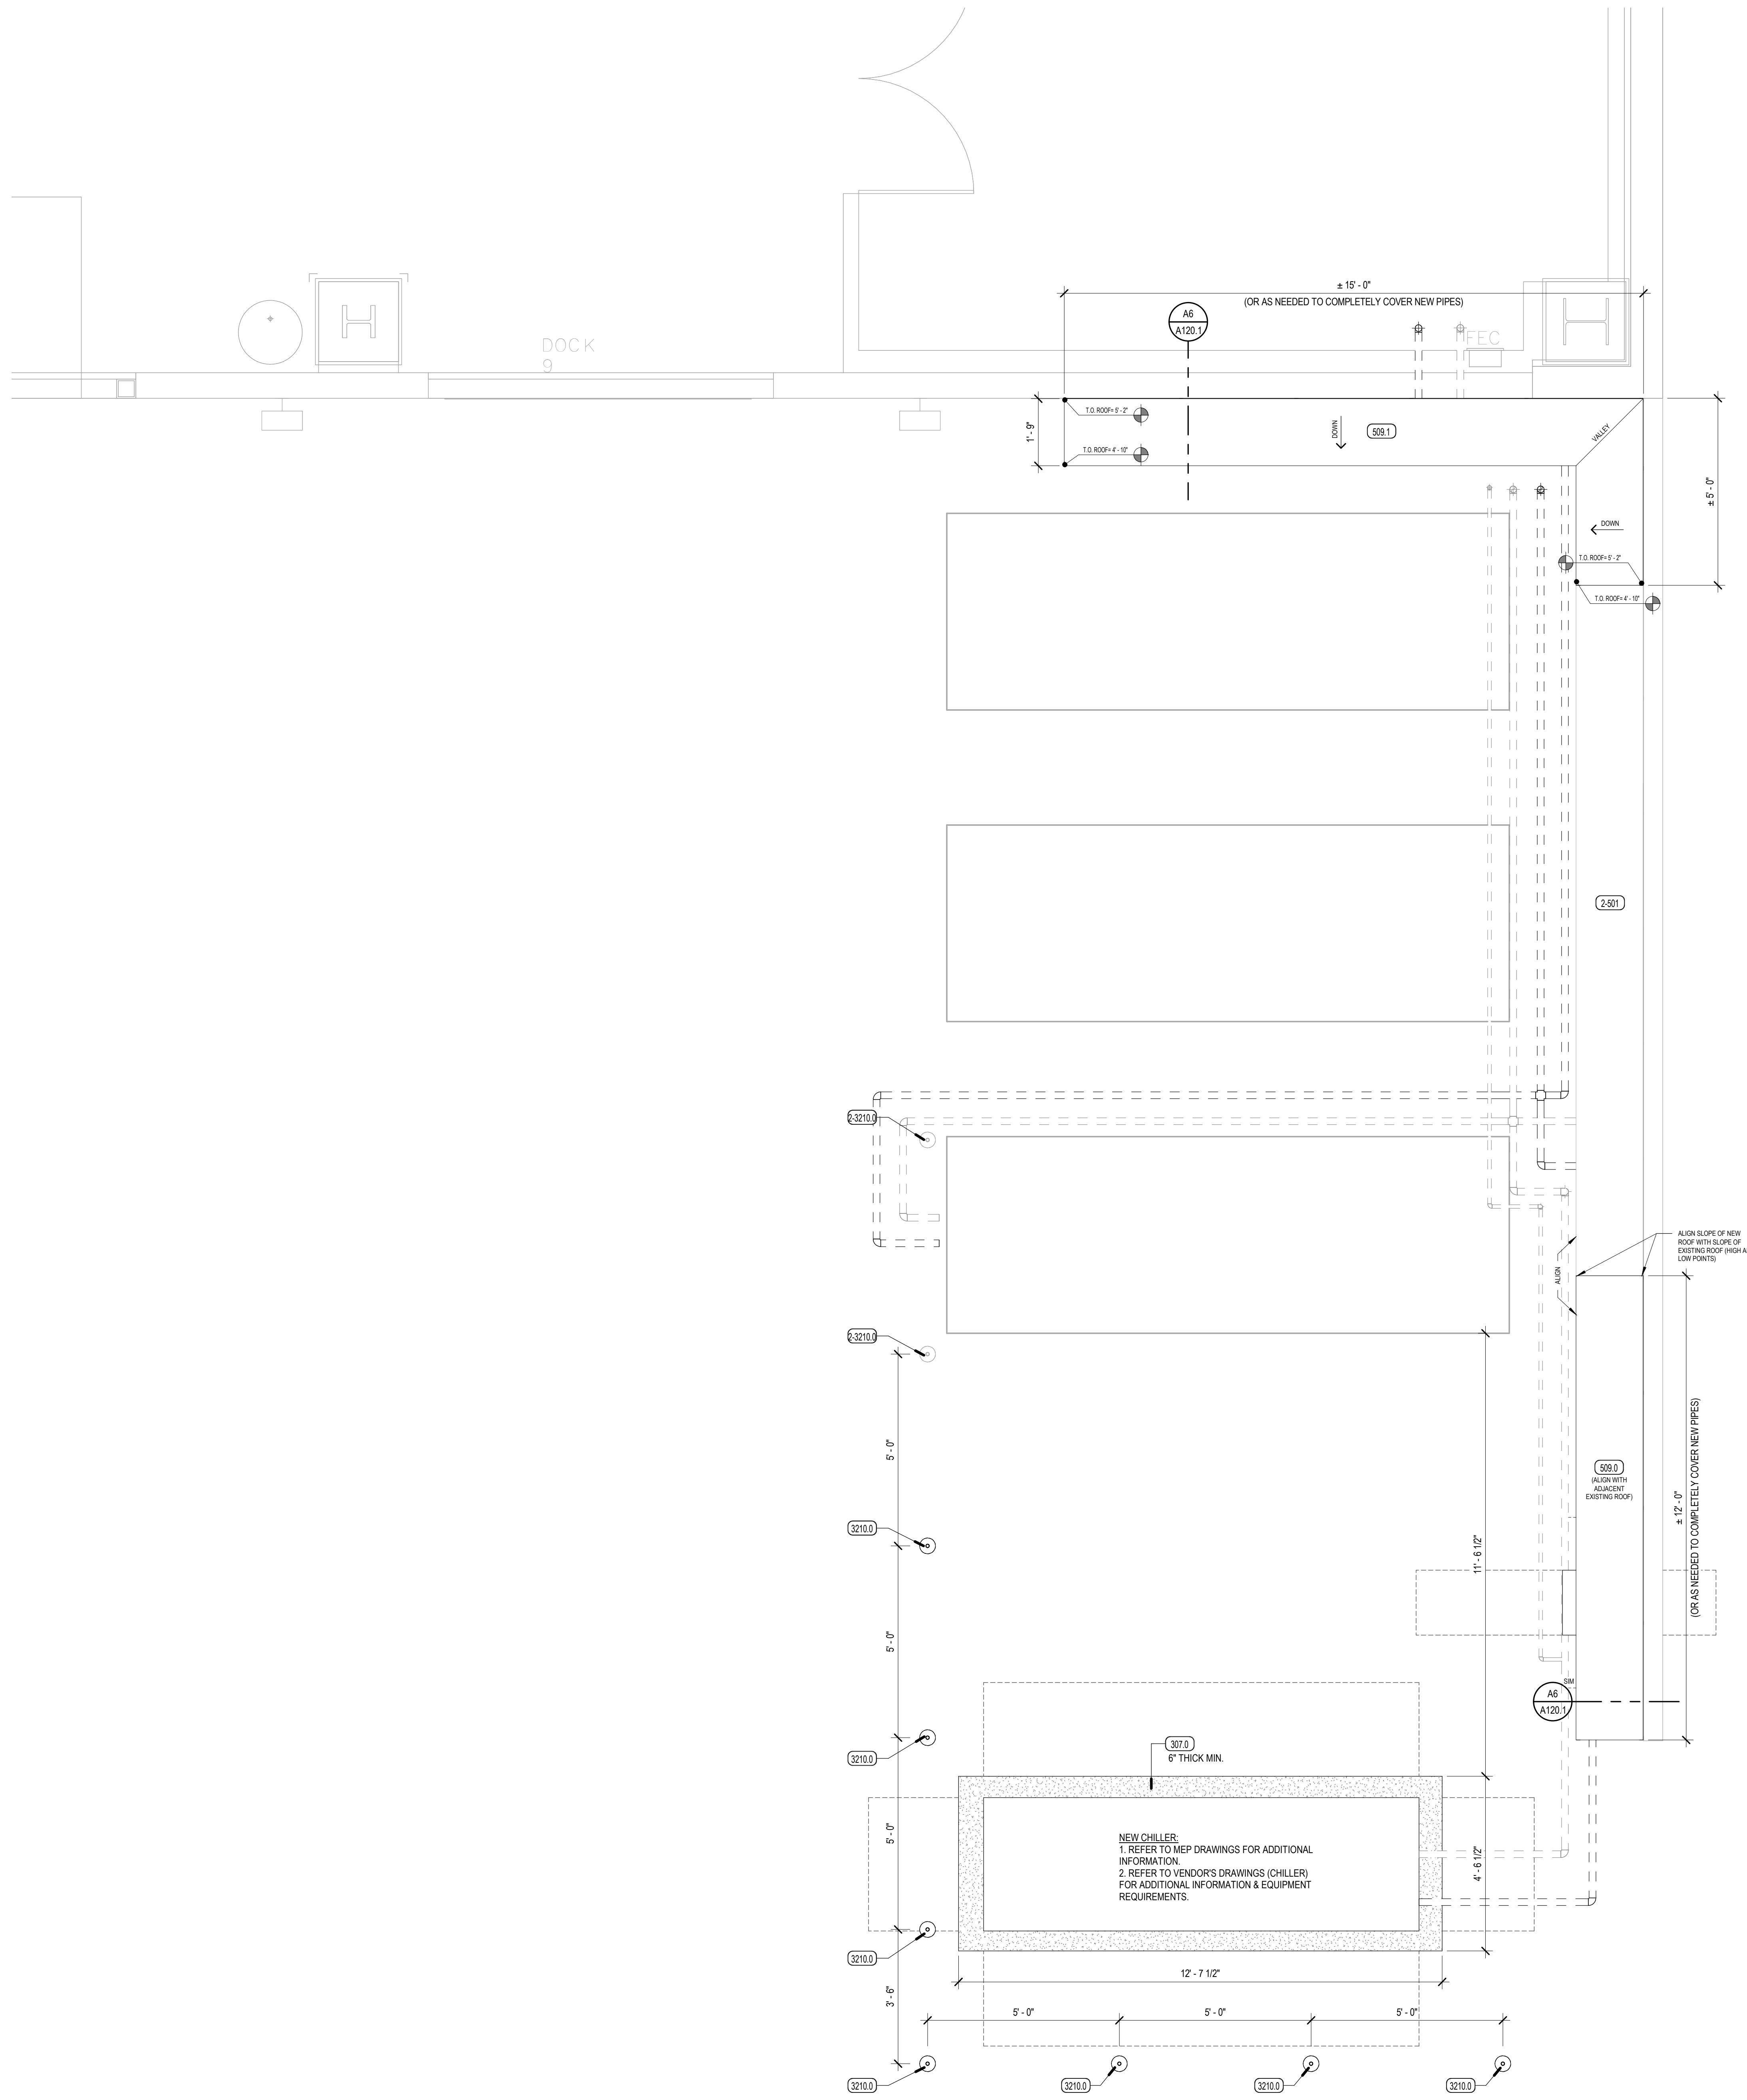 ± 15' - 0"
(OR AS NEEDED TO COMPLETELY COVER NEW PIPES)
A6
A120.1
H
H
FEC
DOCK
9
T.O. ROOF= 5' - 2"
T.O. ROOF= 4' - 10"
1' - 9"
DOWN
509.1
VALLEY
± 5' - 0"
DOWN
T.O. ROOF= 5' - 2"
T.O. ROOF= 4' - 10"
2-501
2-3210.0
ALIGN SLOPE OF NEW
ROOF WITH SLOPE OF
EXISTING ROOF (HIGH A
LOW POINTS)
ALIGN
2-3210.0
5' - 0"
509.0
(ALIGN WITH
ADJACENT
EXISTING ROOF)
± 12' - 0"
(OR AS NEEDED TO COMPLETELY COVER NEW PIPES)
3210.0
11' - 6 1/2"
5' - 0"
SIM
A6
A120.1
3210.0
307.0
6" THICK MIN.
5' - 0"
NEW CHILLER:
1. REFER TO MEP DRAWINGS FOR ADDITIONAL
INFORMATION.
2. REFER TO VENDOR'S DRAWINGS (CHILLER)
FOR ADDITIONAL INFORMATION & EQUIPMENT
REQUIREMENTS.
4' - 6 1/2"
3210.0
12' - 7 1/2"
3' - 6"
5' - 0"
5' - 0"
5' - 0"
3210.0
3210.0
3210.0
3210.0